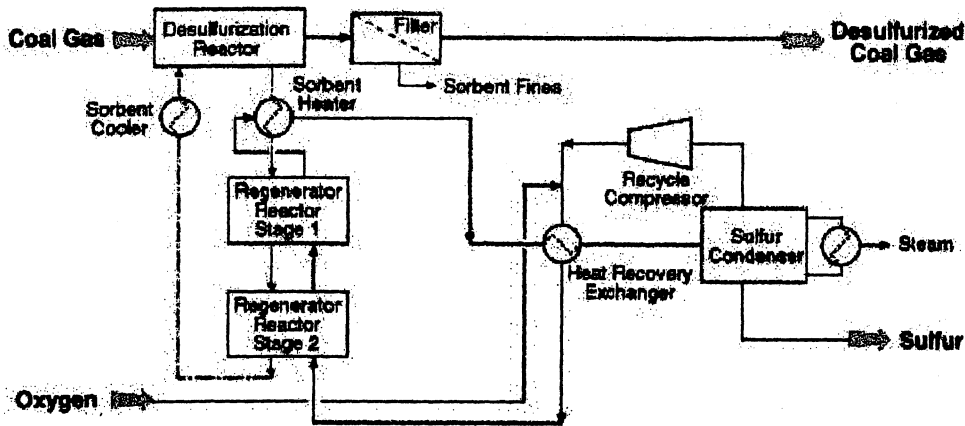 Coal Gas
Desulfurization
Reactor
Filter
Desulfurized
Coal Gas
Sorbent Fines
Sorbent
Cooler
Sorbent
Heater
Recycle
Compressor
Regenerator
Reactor
Stage 1
Sulfur
Condenser
Steam
Heat Recovery
Exchanger
Regenerator
Reactor
Stage 2
Sulfur
Oxygen